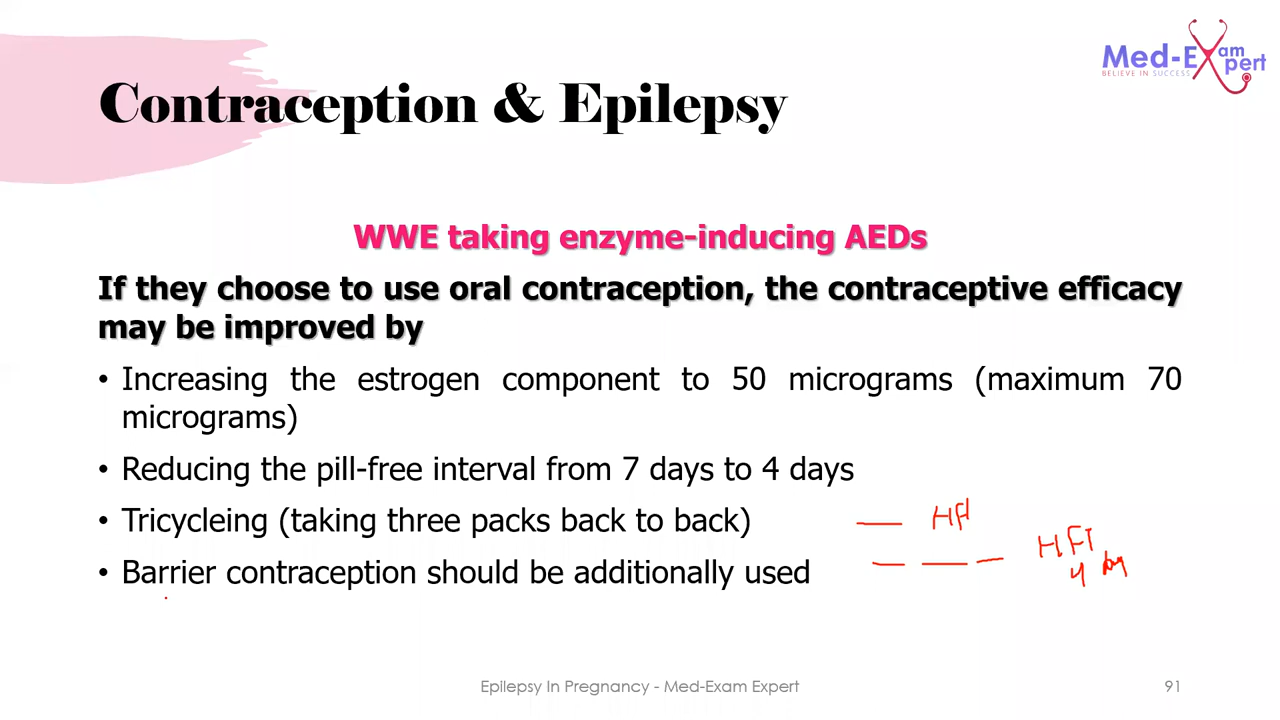 Med-Exam Expert
BELIEVE IN SUCCESS
Contraception & Epilepsy
WWE taking enzyme-inducing AEDs
If they choose to use oral contraception, the contraceptive efficacy
may be improved by
• Increasing the estrogen component to 50 micrograms (maximum 70
micrograms)
• Reducing the pill-free interval from 7 days to 4 days
• Tricycleing (taking three packs back to back)
HFI
• Barrier contraception should be additionally used
HFI
4
Epilepsy In Pregnancy - Med-Exam Expert
91